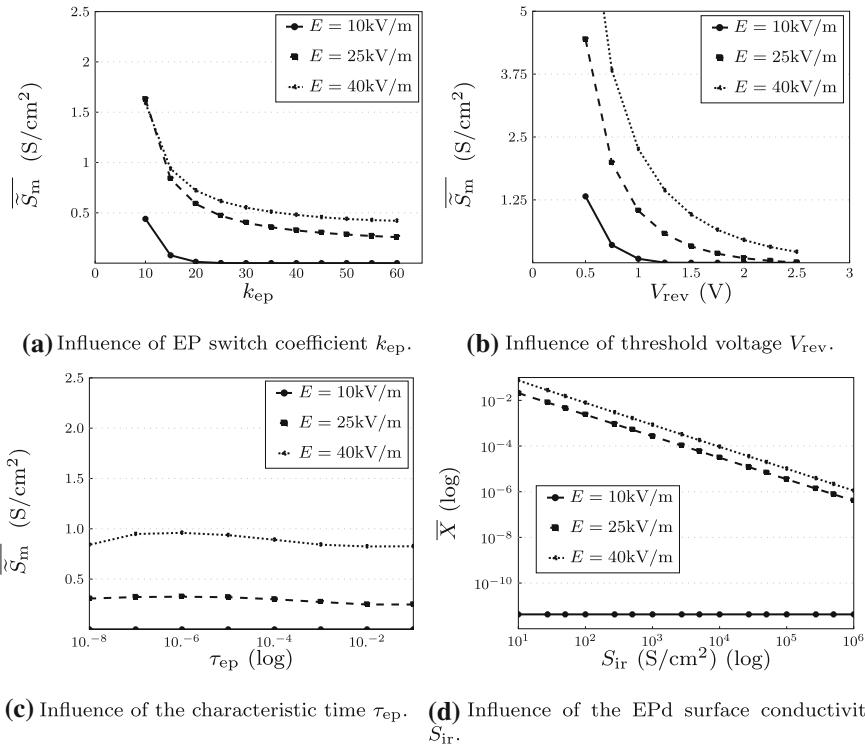 2.5
2.0
1.5
1
0.5
0 10 20 30 40 50 60
S̃m (S/cm²)
kep
E = 10kV/m
E = 25kV/m
E = 40kV/m
(a) Influence of EP switch coefficient kep.
5
3.75
2.5
1.25
0 0.5 1.0 1.5 2.0 2.5 3
S̃m (S/cm²)
Vrev (V)
E = 10kV/m
E = 25kV/m
E = 40kV/m
(b) Influence of threshold voltage Vrev.
2.5
2.0
1.5
1.0
0.5
10.⁻⁸ 10.⁻⁶ 10.⁻⁴ 10.⁻²
S̃m (S/cm²)
τep (log)
E = 10kV/m
E = 25kV/m
E = 40kV/m
(c) Influence of the characteristic time τep.
10⁻²
10⁻⁴
10⁻⁶
10⁻⁸
10⁻¹⁰
10¹ 10² 10³ 10⁴ 10⁵ 10⁶
X̄ (log)
Sir (S/cm²) (log)
E = 10kV/m
E = 25kV/m
E = 40kV/m
(d) Influence of the EPd surface conductivit
Sir.